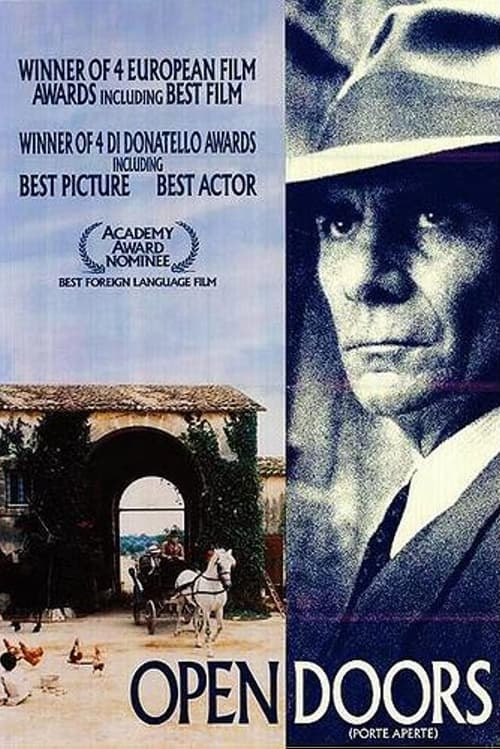 WINNER OF 4 EUROPEAN FILM
AWARDS INCLUDING BEST FILM
WINNER OF 4 DI DONATELLO AWARDS
INCLUDING
BEST PICTURE BEST ACTOR
ACADEMY
AWARD
NOMINEE
BEST FOREIGN LANGUAGE FILM
OPEN DOORS
(PORTE APERTE)